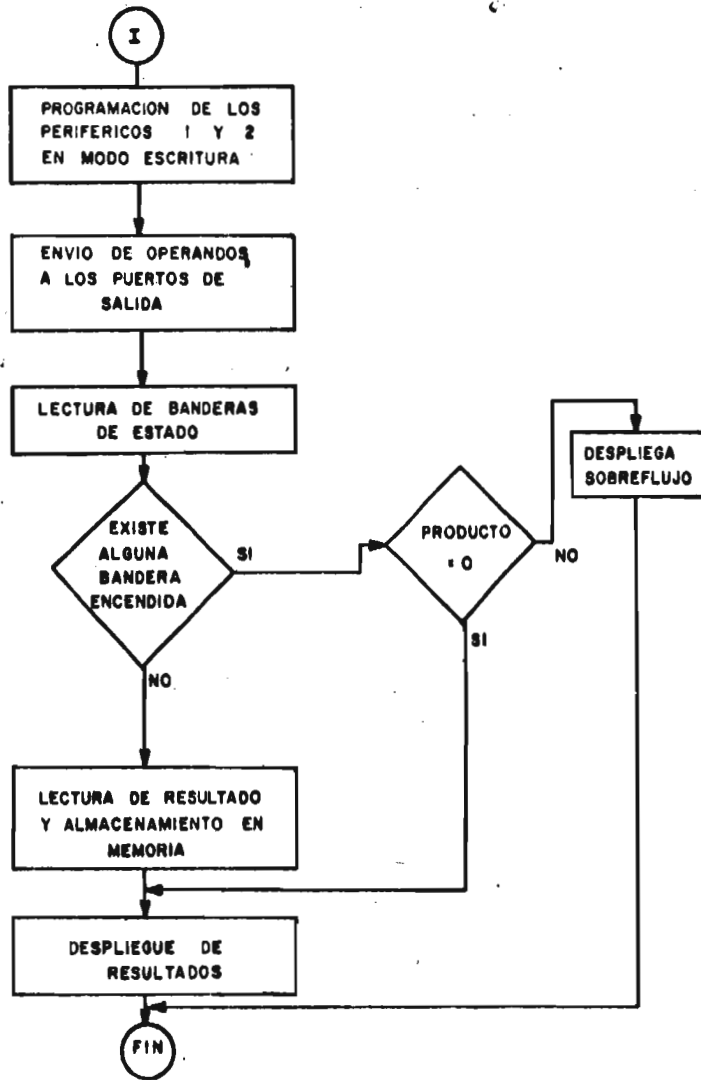 I
PROGRAMACION DE LOS
PERIFERICOS 1 Y 2
EN MODO ESCRITURA
ENVIO DE OPERANDOS
A LOS PUERTOS DE
SALIDA
LECTURA DE BANDERAS
DE ESTADO
EXISTE
ALGUNA
BANDERA
ENCENDIDA
SI
NO
PRODUCTO
= 0
NO
SI
DESPLIEGA
SOBREFLUJO
LECTURA DE RESULTADO
Y ALMACENAMIENTO EN
MEMORIA
DESPLIEGUE DE
RESULTADOS
FIN